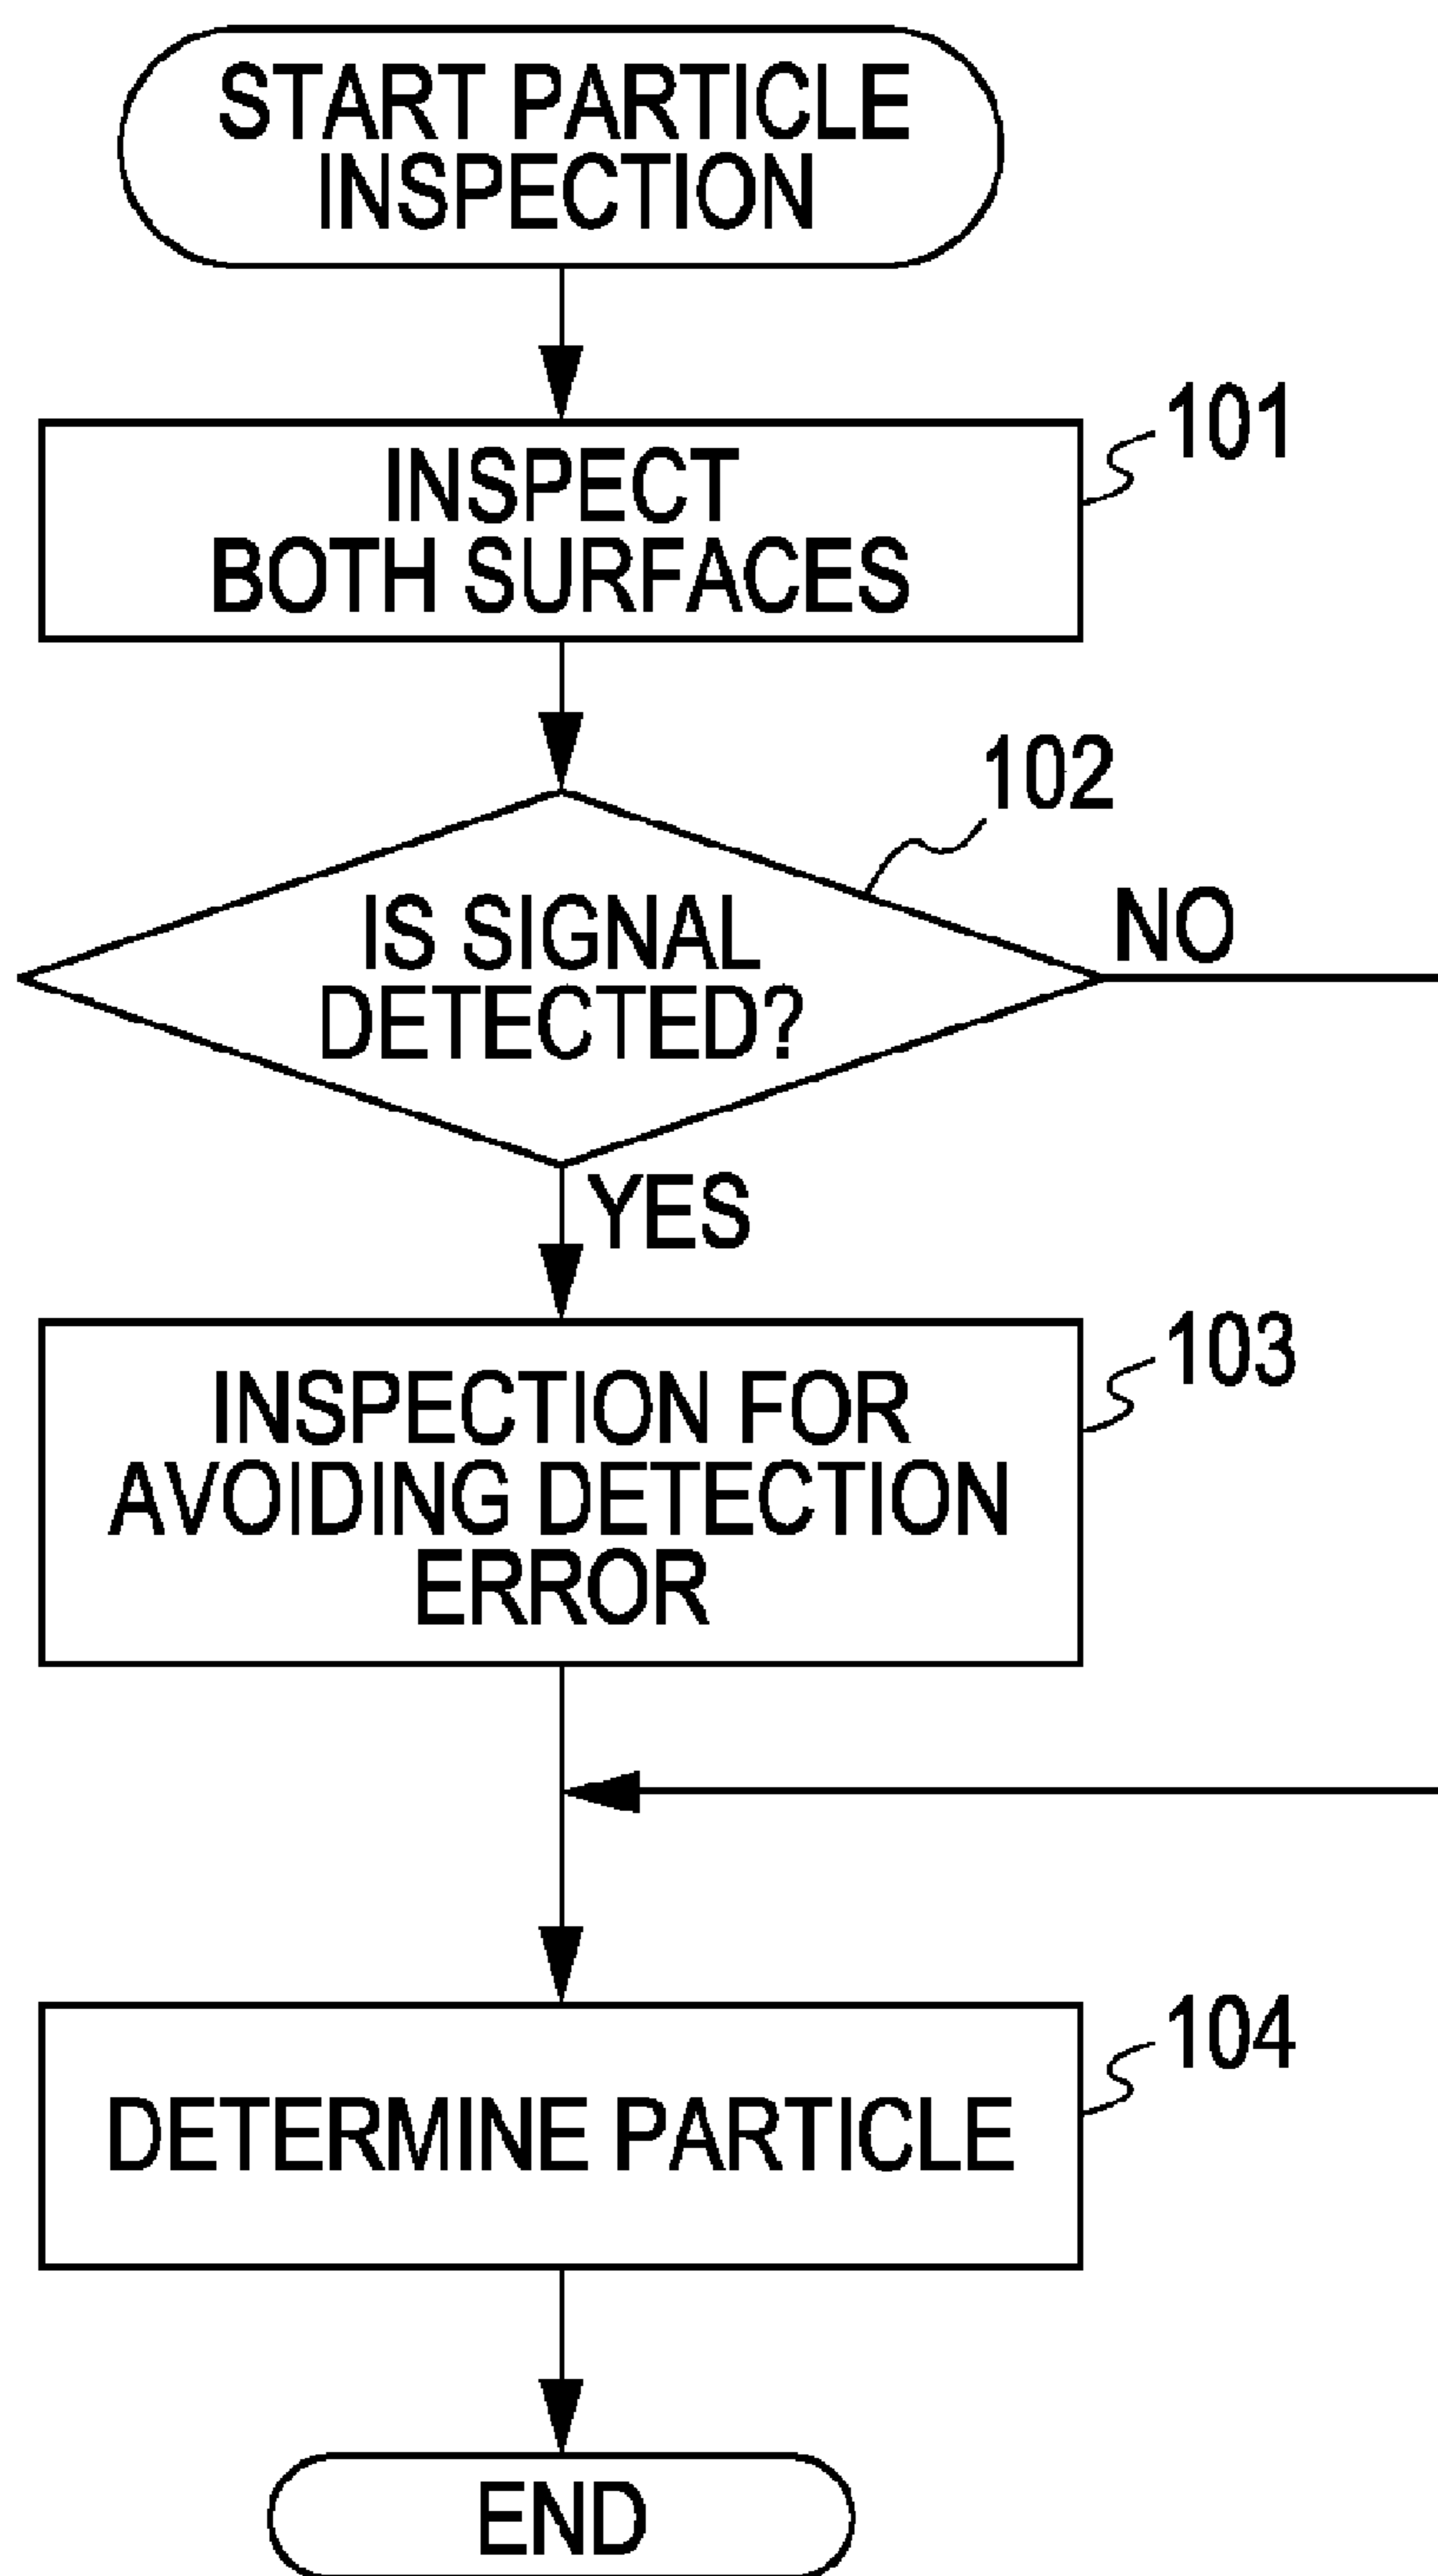 START PARTICLE
INSPECTION
101
INSPECT
BOTH SURFACES
102
IS SIGNAL
DETECTED?
NO
YES
103
INSPECTION FOR
AVOIDING DETECTION
ERROR
104
DETERMINE PARTICLE
END